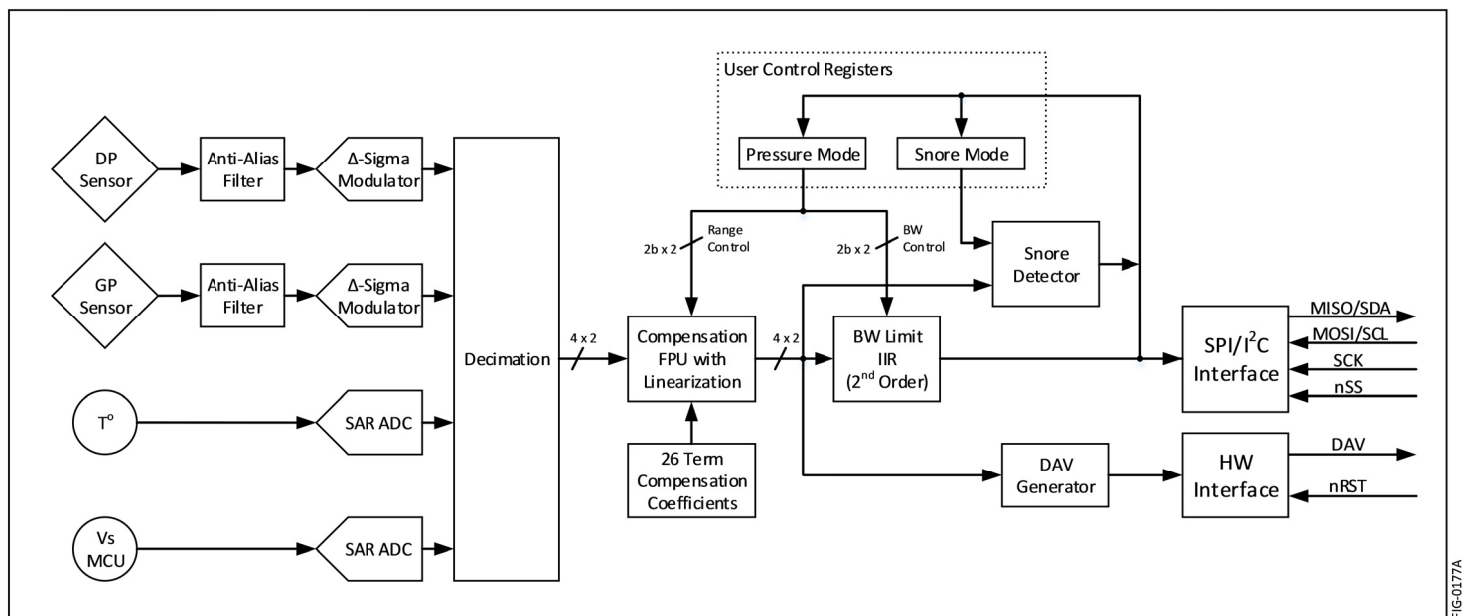 User Control Registers
Pressure Mode
Snore Mode
DP
Sensor
Anti-Alias
Filter
Δ-Sigma
Modulator
GP
Sensor
Anti-Alias
Filter
Δ-Sigma
Modulator
T°
SAR ADC
Vs
MCU
SAR ADC
Decimation
4 x 2
2b x 2
Range
Control
2b x 2
BW
Control
Compensation
FPU with
Linearization
4 x 2
26 Term
Compensation
Coefficients
BW Limit
IIR
(2nd Order)
Snore
Detector
DAV
Generator
SPI/I²C
Interface
MISO/SDA
MOSI/SCL
SCK
nSS
HW
Interface
DAV
nRST
FIG-0177A